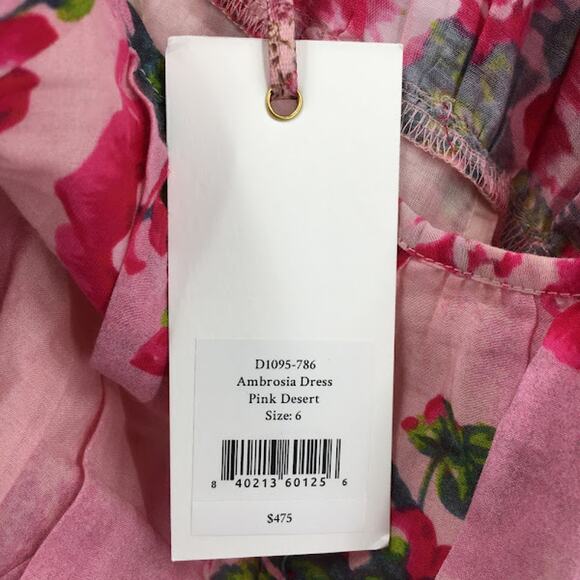 D1095-786
Ambrosia Dress
Pink Desert
Size: 6
8 40213 60125 6
$475